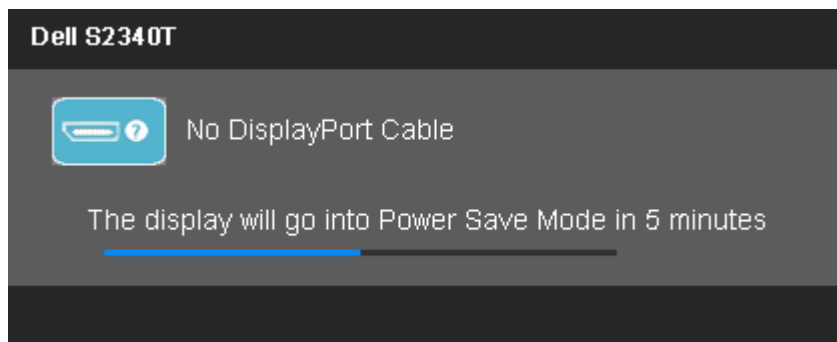 Dell S2340T
? No DisplayPort Cable
The display will go into Power Save Mode in 5 minutes